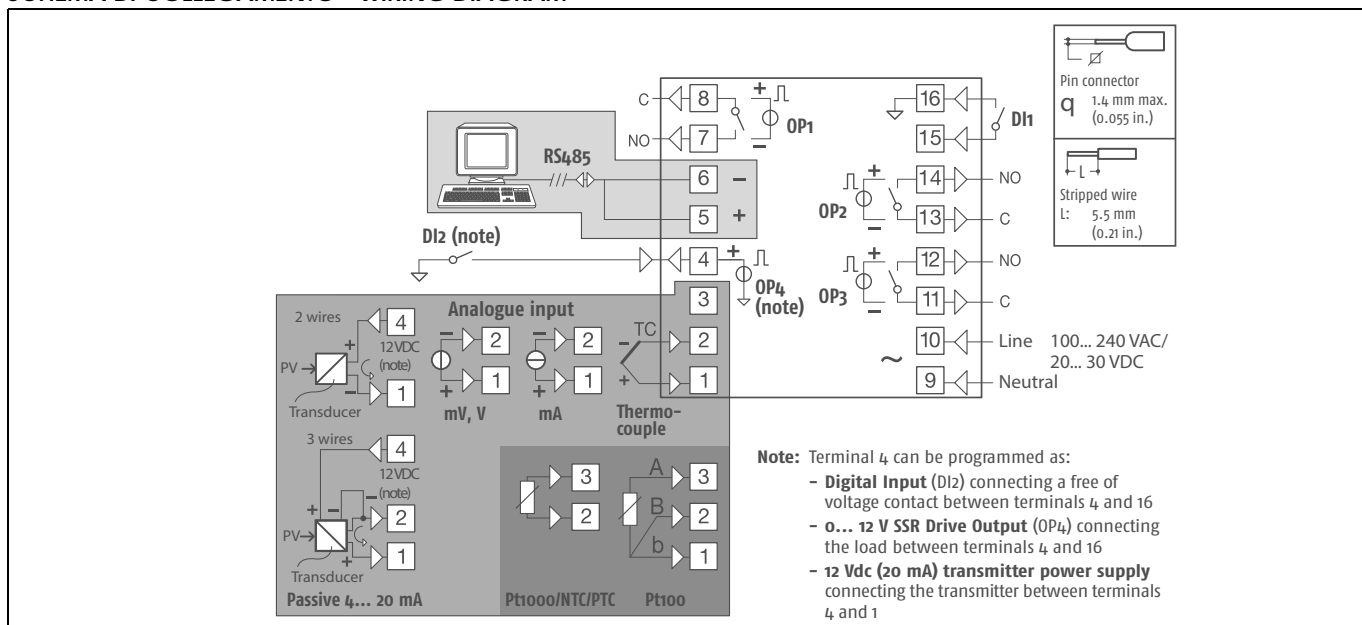 C 8 + OP1
NO 7 −
RS485
6 −
5 +
DI2 (note)
4 +
OP4
(note)
3
16
15
DI1
14 NO
OP2 + −
13 C
12 NO
OP3 + −
11 C
10 Line
100... 240 VAC/
20... 30 VDC
~
9 Neutral
Pin connector
q 1.4 mm max.
(0.055 in.)
L
Stripped wire
L: 5.5 mm
(0.21 in.)
Analogue input
2 wires
4
+ 12VDC
(note)
PV
−
1
Transducer
− 2
+ 1
mV, V
− 2
+ 1
mA
TC
− 2
+ 1
Thermo-
couple
3 wires
4
12VDC
(note)
+ − −
2
PV
+ 1
Transducer
Passive 4... 20 mA
3
2
Pt1000/NTC/PTC
A 3
B 2
b 1
Pt100
Note: Terminal 4 can be programmed as:
- Digital Input (DI2) connecting a free of
voltage contact between terminals 4 and 16
- 0... 12 V SSR Drive Output (OP4) connecting
the load between terminals 4 and 16
- 12 Vdc (20 mA) transmitter power supply
connecting the transmitter between terminals
4 and 1